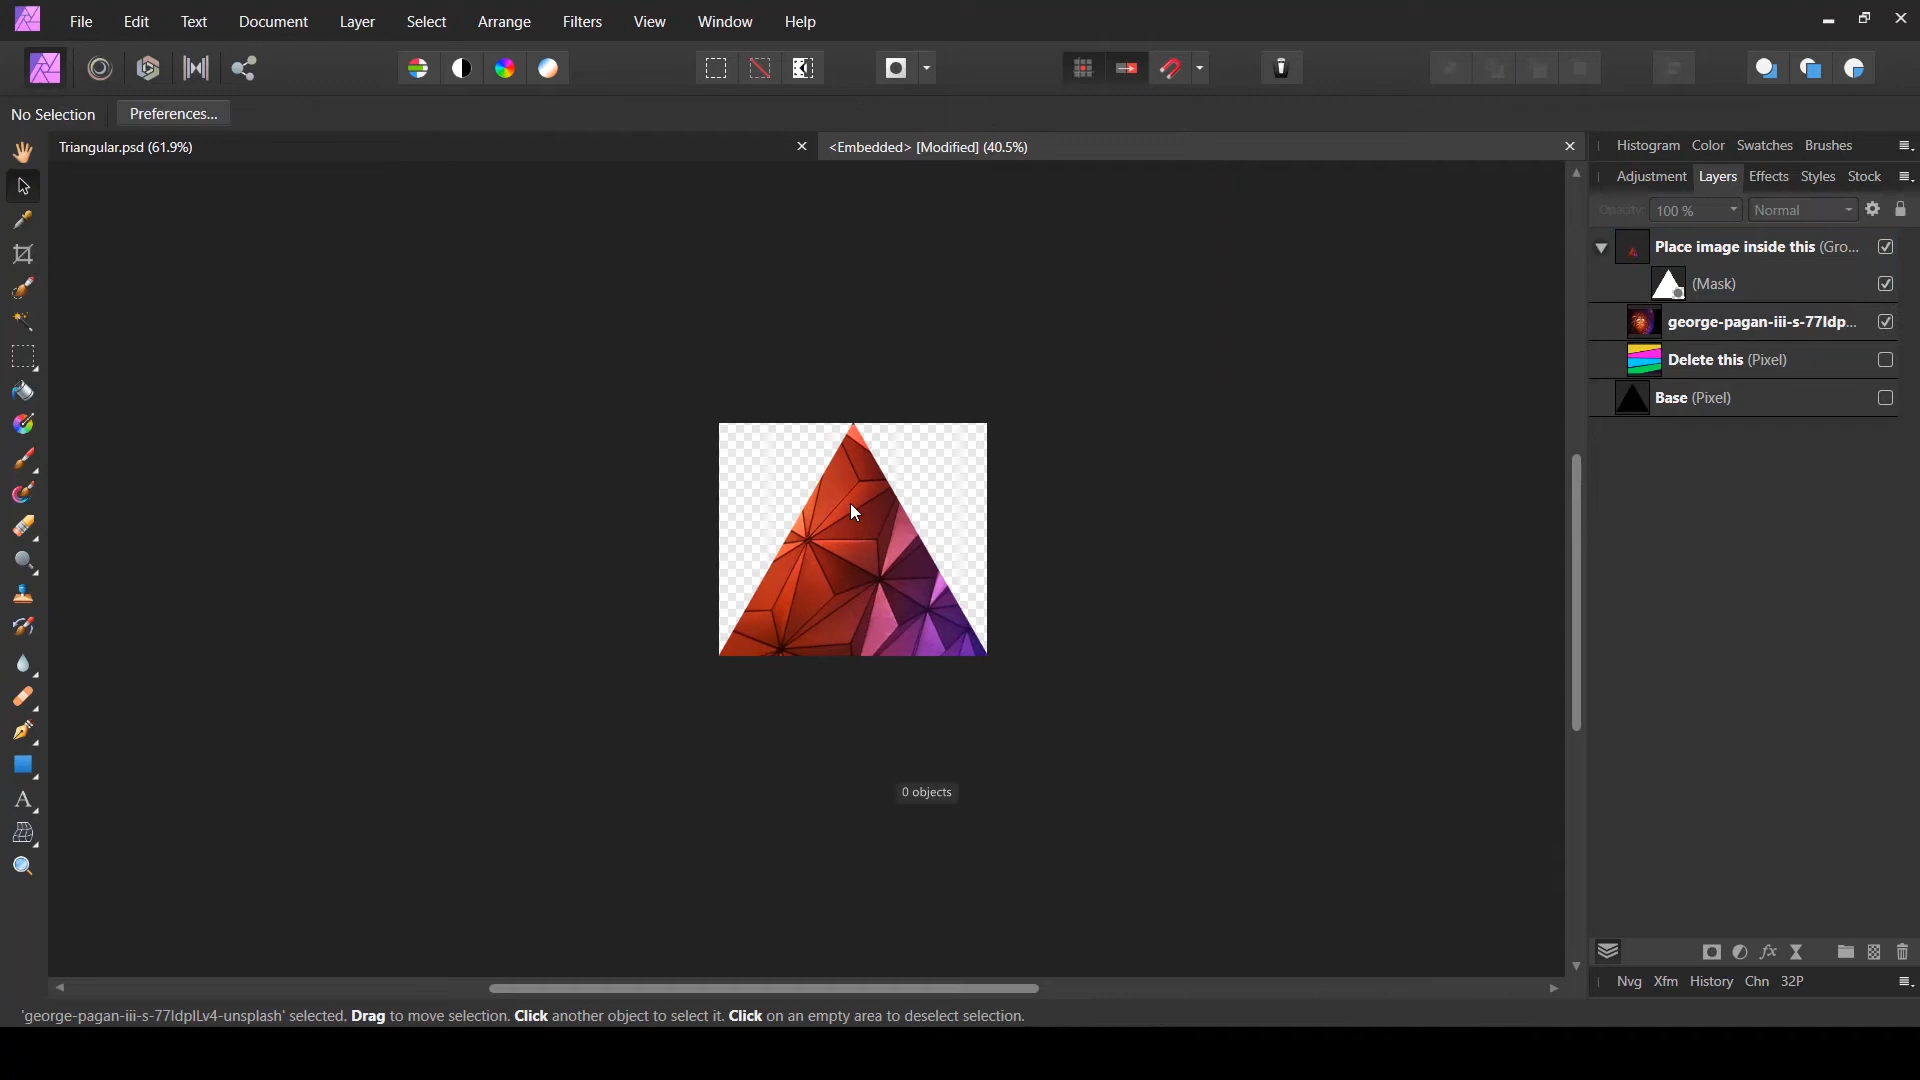 File Edit Text Document Layer Select Arrange Filters View Window Help
No Selection Preferences...
Triangular.psd (61.9%) <Embedded> [Modified] (40.5%)
Histogram Color Swatches Brushes
Adjustment Layers Effects Styles Stock
Opacity: 100 % Normal
Place image inside this (Gro...
(Mask)
george-pagan-iii-s-77Idp...
Delete this (Pixel)
Base (Pixel)
0 objects
Nvg Xfm History Chn 32P
'george-pagan-iii-s-77IdpILv4-unsplash' selected. Drag to move selection. Click another object to select it. Click on an empty area to deselect selection.